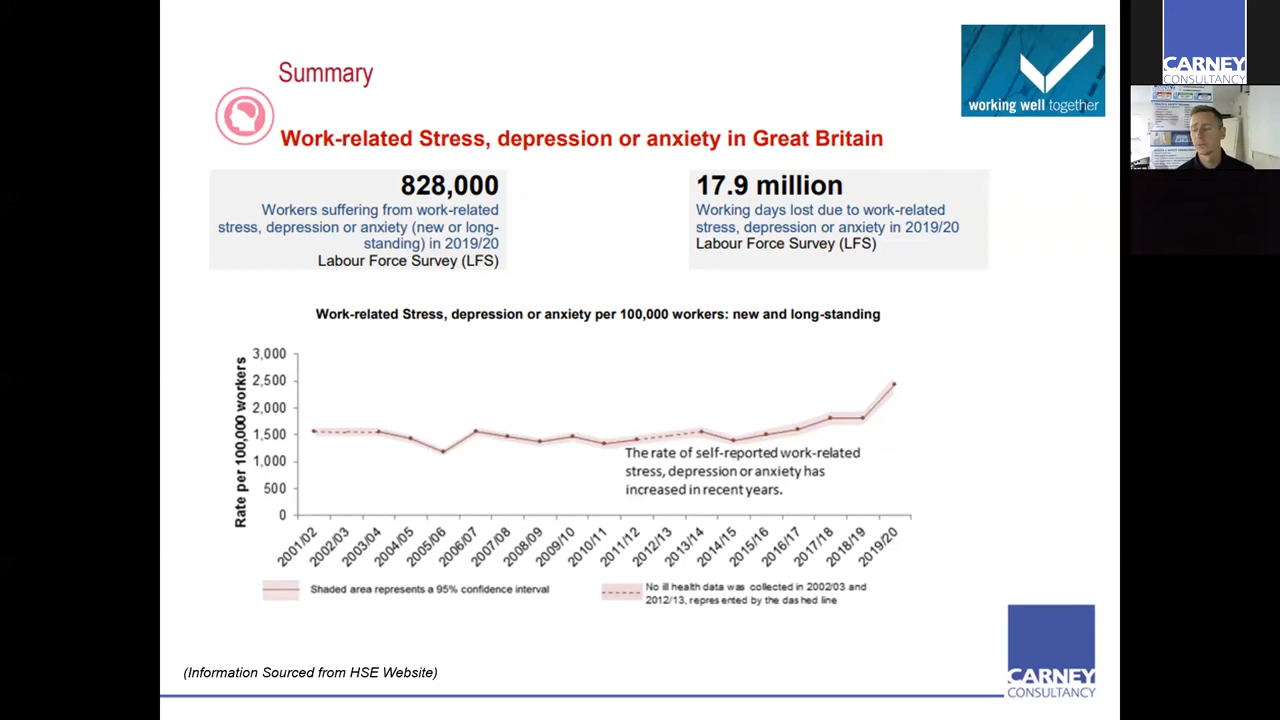 Summary
working well together
Work-related Stress, depression or anxiety in Great Britain
828,000
Workers suffering from work-related
stress, depression or anxiety (new or long-
standing) in 2019/20
Labour Force Survey (LFS)
17.9 million
Working days lost due to work-related
stress, depression or anxiety in 2019/20
Labour Force Survey (LFS)
Work-related Stress, depression or anxiety per 100,000 workers: new and long-standing
Rate per 100,000 workers
3,000
2,500
2,000
1,500
1,000
500
0
The rate of self-reported work-related
stress, depression or anxiety has
increased in recent years.
2001/02
2002/03
2003/04
2004/05
2005/06
2006/07
2007/08
2008/09
2009/10
2010/11
2011/12
2012/13
2013/14
2014/15
2015/16
2016/17
2017/18
2018/19
2019/20
Shaded area represents a 95% confidence interval
No ill health data was collected in 2002/03 and
2012/13, represented by the dashed line
(Information Sourced from HSE Website)
CARNEY
CONSULTANCY
CARNEY
CONSULTANCY